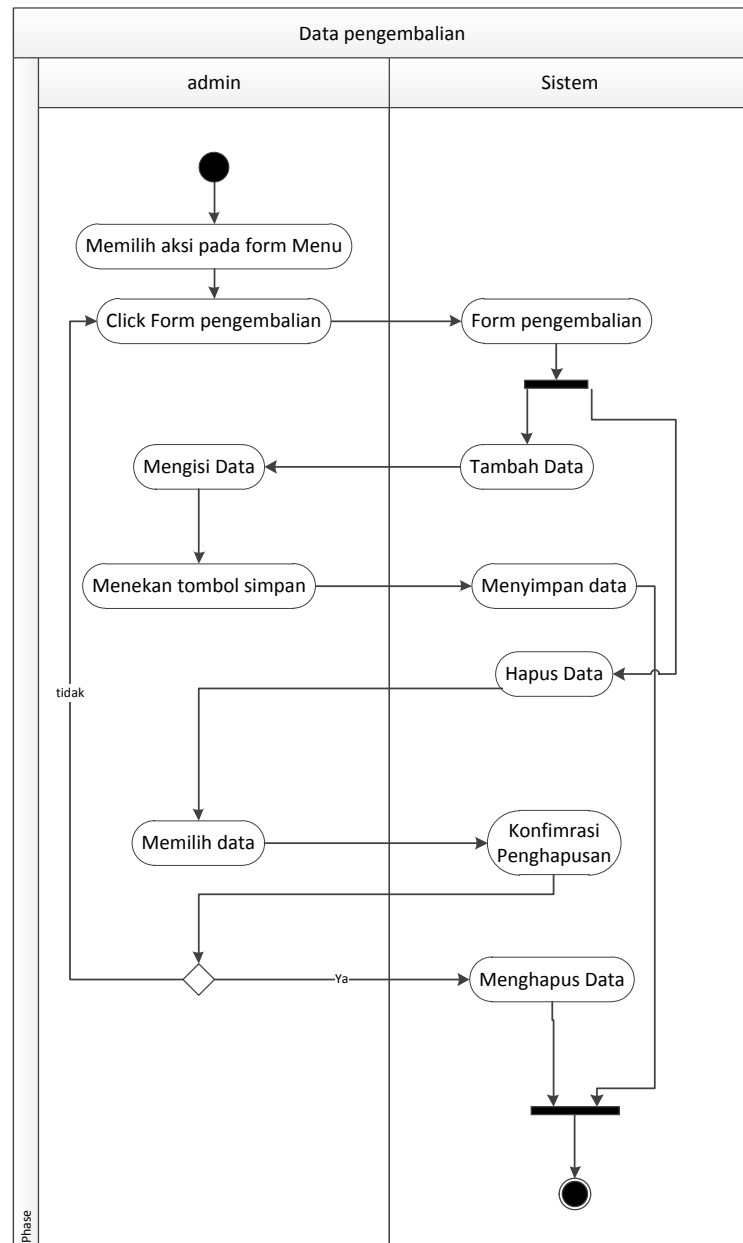 Data pengembalian
admin
Sistem
Memilih aksi pada form Menu
Click Form pengembalian
Form pengembalian
Mengisi Data
Tambah Data
Menekan tombol simpan
Menyimpan data
Hapus Data
tidak
Memilih data
Konfimrasi
Penghapusan
Ya
Menghapus Data
Phase